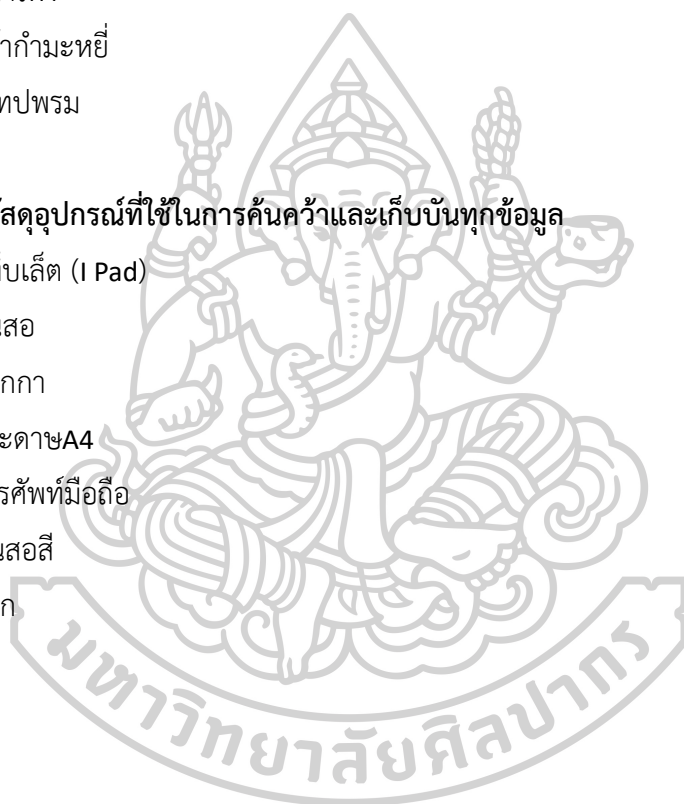 ้ากำมะหยี่
ทปพรม
ัสดุอุปกรณ์ที่ใช้ในการค้นคว้าและเก็บบันทุกข้อมูล
็บเล็ต (I Pad)
นสอ
กกา
ะดาษA4
รศัพท์มือถือ
นสอสี
ก
มหาวิทยาลัยศิลปากร